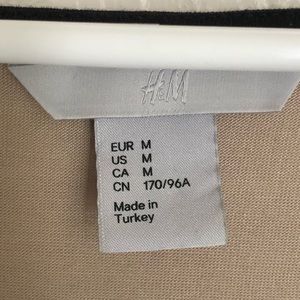 H&M
EUR M
US M
CA M
CN 170/96A
Made in
Turkey